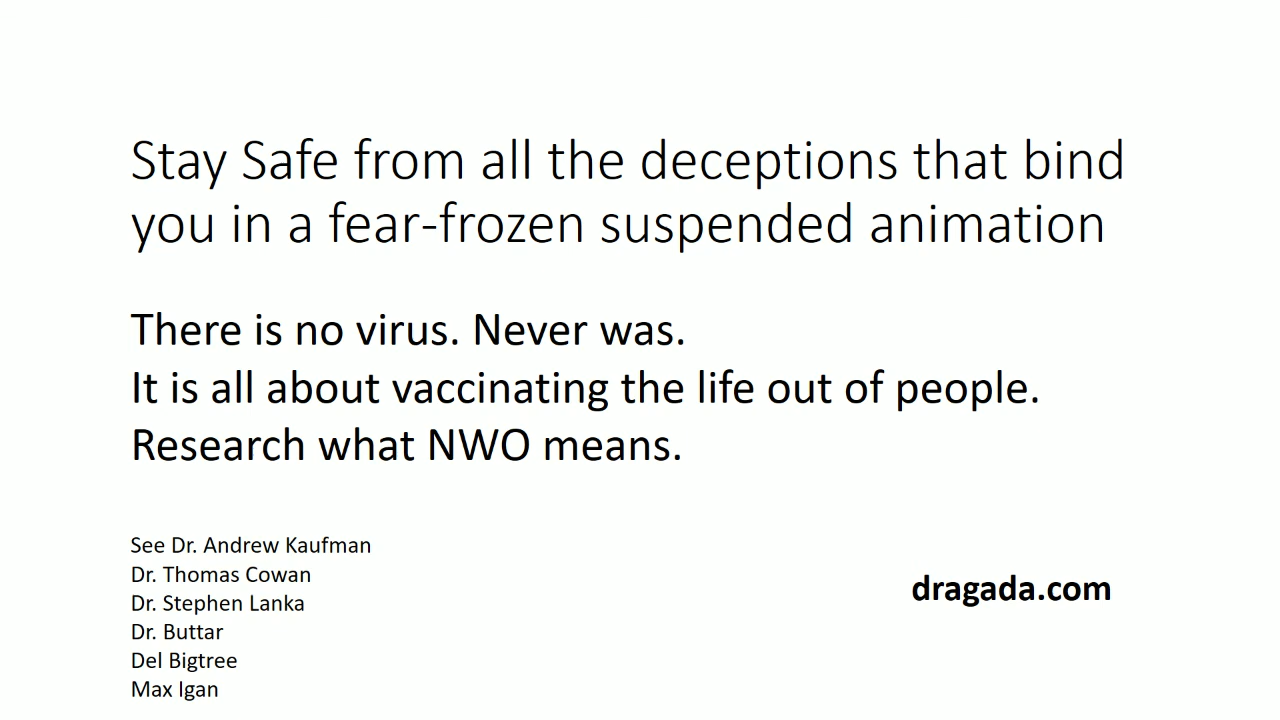 Stay Safe from all the deceptions that bind
you in a fear-frozen suspended animation
There is no virus. Never was.
It is all about vaccinating the life out of people.
Research what NWO means.
See Dr. Andrew Kaufman
Dr. Thomas Cowan
Dr. Stephen Lanka
Dr. Buttar
Del Bigtree
Max Igan
dragada.com